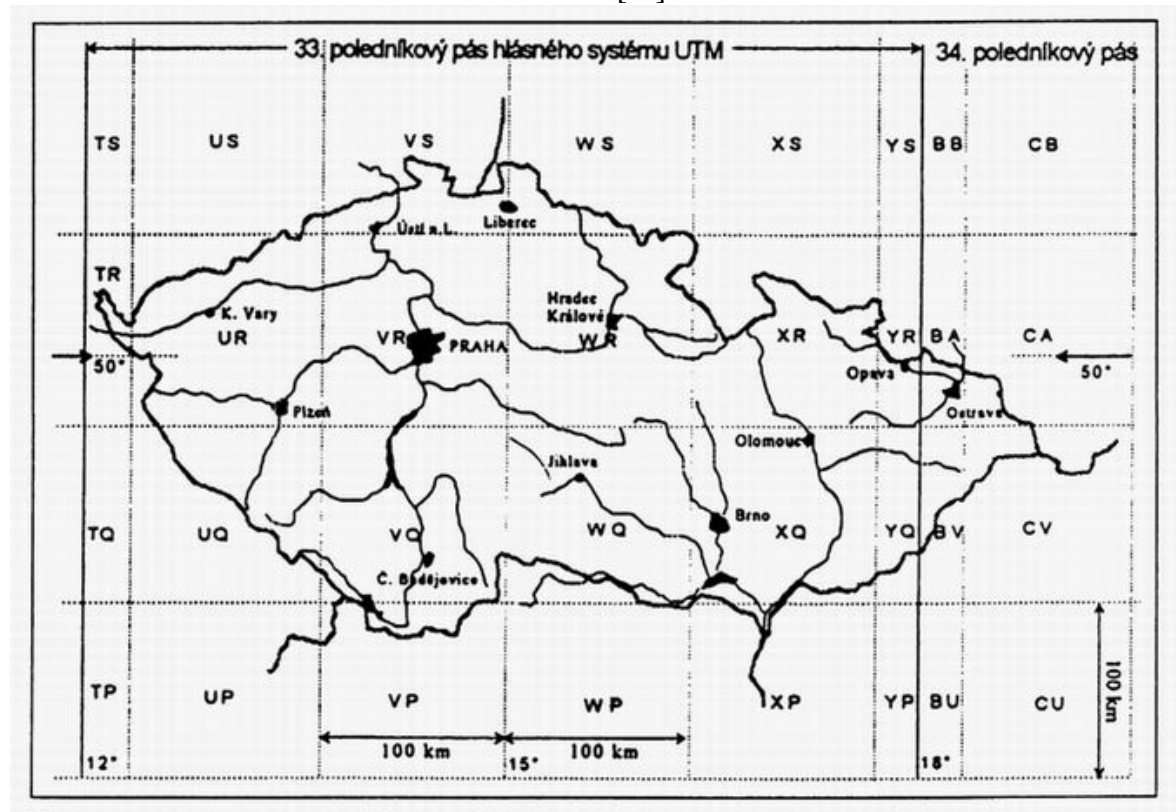 33. poledníkový pás hlásného systému UTM
34. poledníkový pás
TS
US
VS
WS
XS
YS
BB
CB
Ústí n.L.
Liberec
TR
K. Vary
Hradec
Králové
UR
VR
PRAHA
WR
XR
YR
BA
CA
50°
50°
Opava
Plzeň
Ostrava
Olomouc
Jihlava
Brno
TQ
UQ
VQ
WQ
XQ
YQ
BV
CV
Č. Budějovice
TP
UP
VP
WP
XP
YP
BU
CU
100 km
100 km
100 km
12°
15°
18°